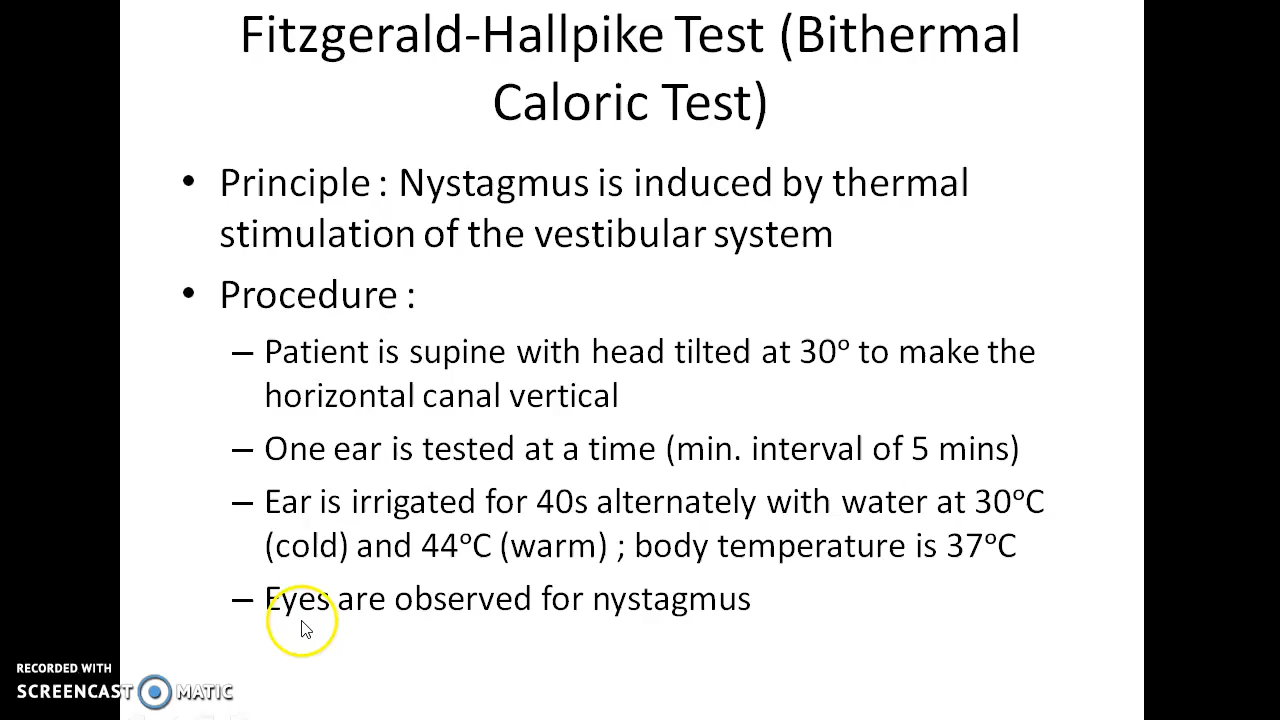 Fitzgerald-Hallpike Test (Bithermal
Caloric Test)
• Principle : Nystagmus is induced by thermal
stimulation of the vestibular system
• Procedure :
– Patient is supine with head tilted at 30º to make the
horizontal canal vertical
– One ear is tested at a time (min. interval of 5 mins)
– Ear is irrigated for 40s alternately with water at 30ºC
(cold) and 44ºC (warm) ; body temperature is 37ºC
– Eyes are observed for nystagmus
RECORDED WITH
SCREENCAST MATIC